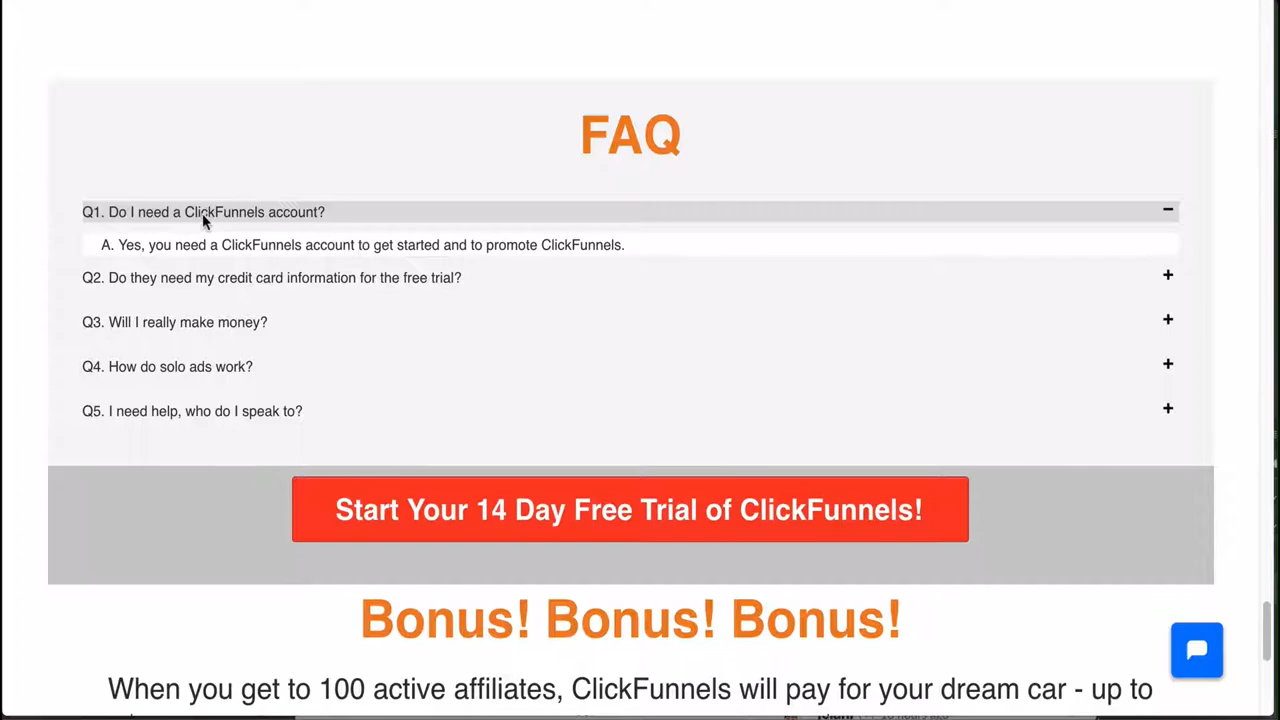 FAQ
Q1. Do I need a ClickFunnels account?
A. Yes, you need a ClickFunnels account to get started and to promote ClickFunnels.
Q2. Do they need my credit card information for the free trial?
Q3. Will I really make money?
Q4. How do solo ads work?
Q5. I need help, who do I speak to?
Start Your 14 Day Free Trial of ClickFunnels!
Bonus! Bonus! Bonus!
When you get to 100 active affiliates, ClickFunnels will pay for your dream car - up to